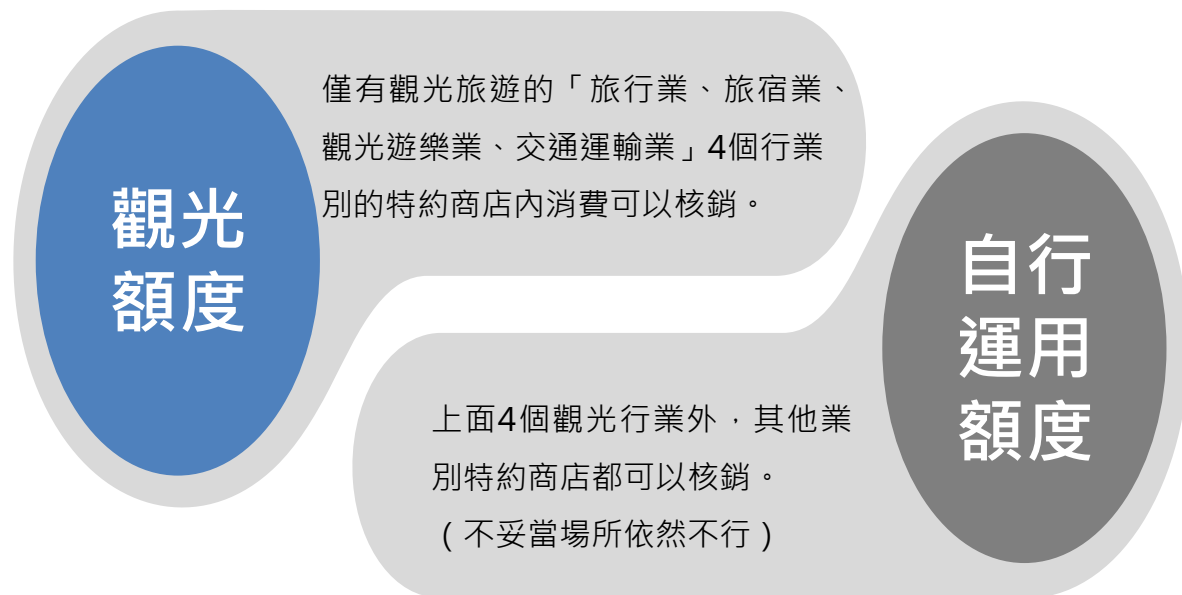 觀光
額度
僅有觀光旅遊的「旅行業、旅宿業、
觀光遊樂業、交通運輸業」4個行業
別的特約商店內消費可以核銷。
自行
運用
額度
上面4個觀光行業外，其他業
別特約商店都可以核銷。
（不妥當場所依然不行）